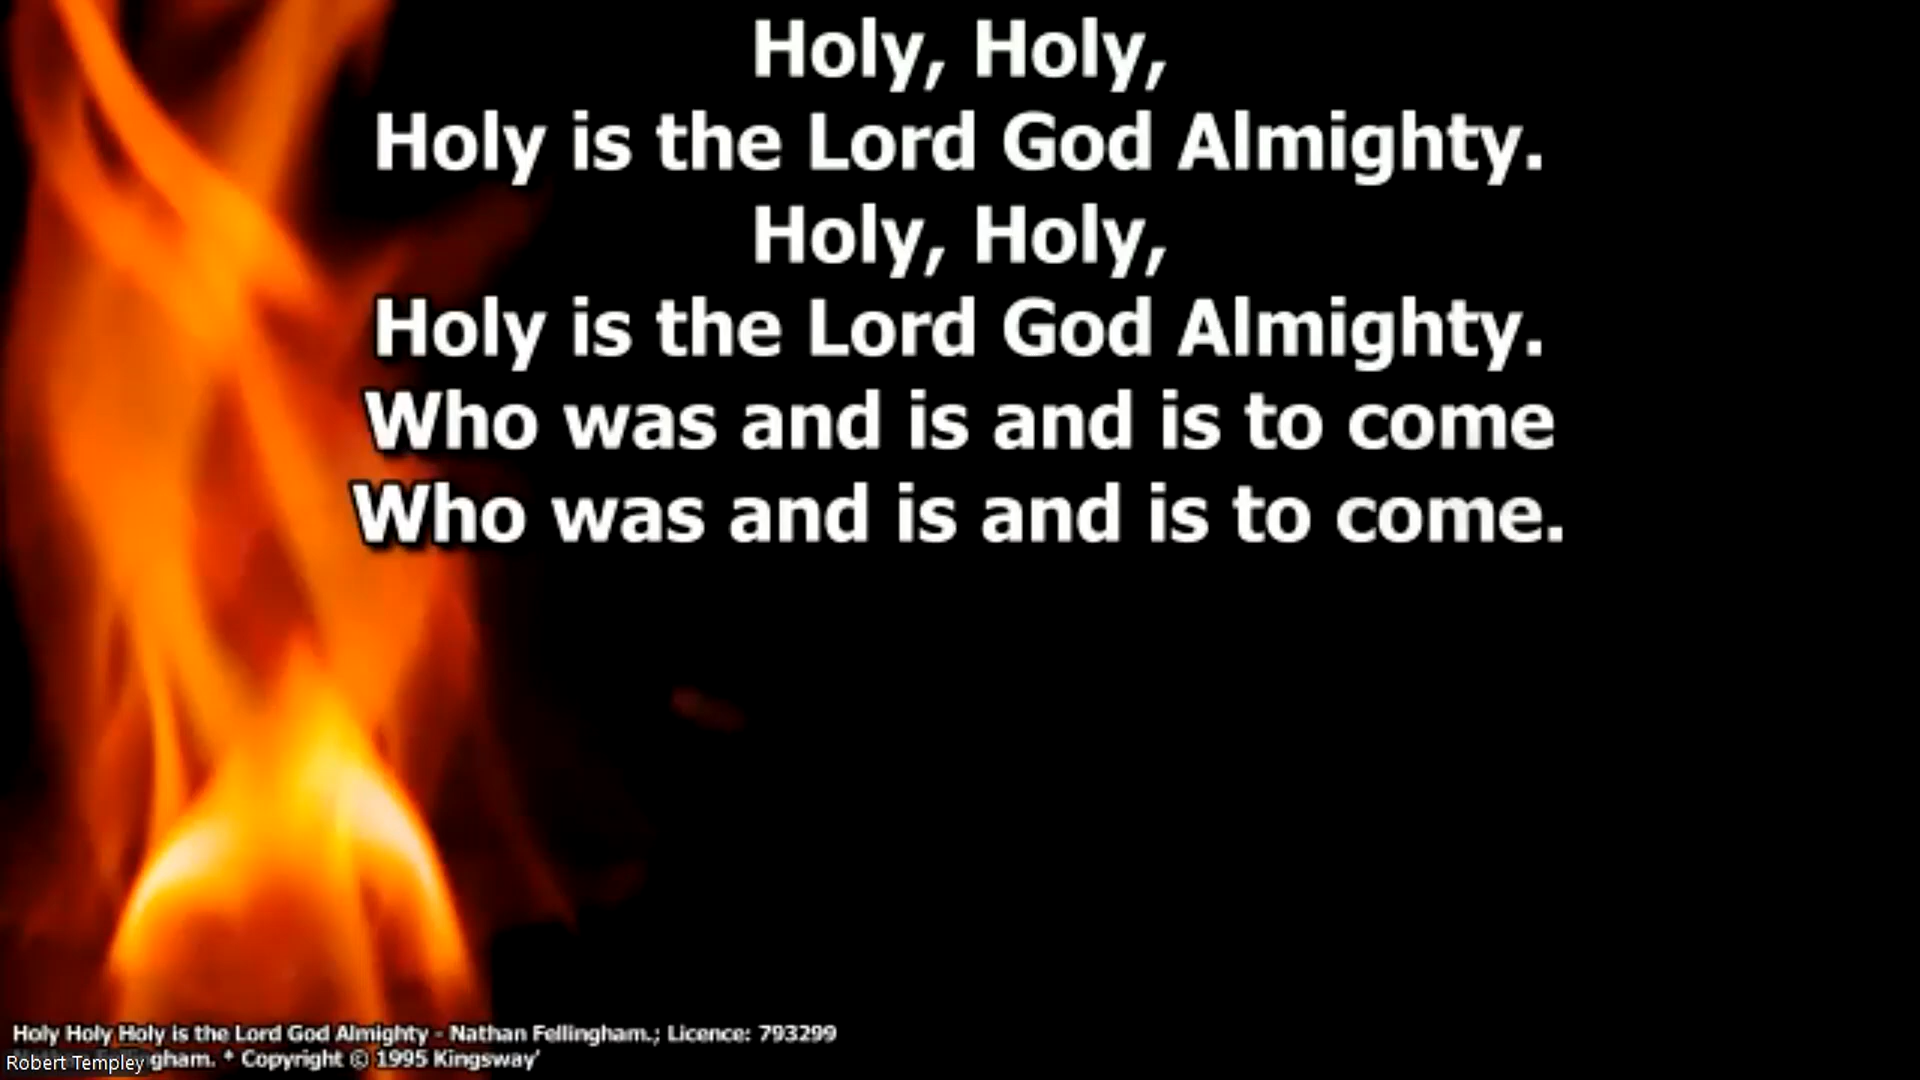 Holy, Holy,
Holy is the Lord God Almighty.
Holy, Holy,
Holy is the Lord God Almighty.
Who was and is and is to come
Who was and is and is to come.
Holy Holy Holy is the Lord God Almighty - Nathan Fellingham.; Licence: 793299
gham. * Copyright © 1995 Kingsway'
Robert Templey